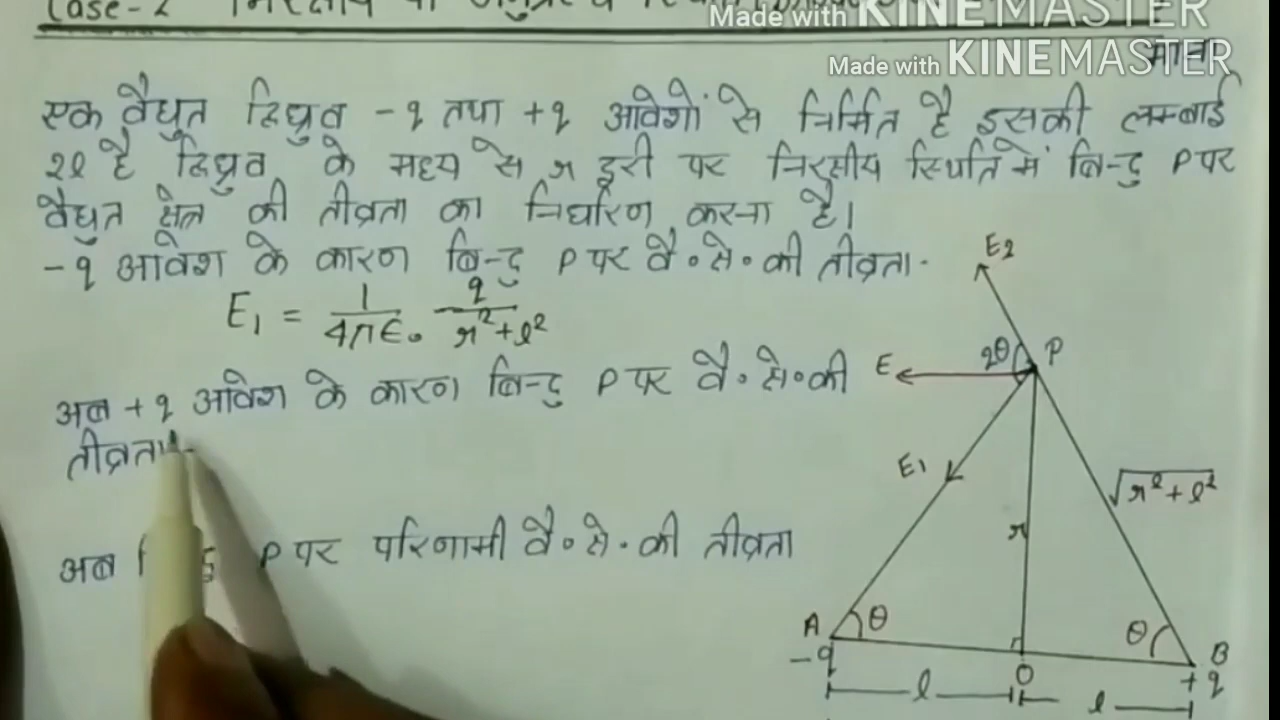 Case-2
Made with KINEMASTER
Made with KINEMASTER
माना
एक वैद्युत द्विध्रुव -q तथा +q आवेशों से निर्मित है इसकी लम्बाई
2l है द्विध्रुव के मध्य से r दूरी पर निरक्षीय स्थिति में बिन्दु P पर
वैद्युत क्षेत्र की तीव्रता का निर्धारण करना है।
-q आवेश के कारण बिन्दु P पर वै॰ क्षे॰ की तीव्रता-
E₁ = 1/4πε₀ q/r²+l²
अब +q आवेश के कारण बिन्दु P पर वै॰ क्षे॰ की
तीव्रता-
अब P पर परिणामी वै॰ क्षे॰ की तीव्रता
E2
2θ P
E
E1
√r²+l²
r
A θ θ B
-q O +q
l l